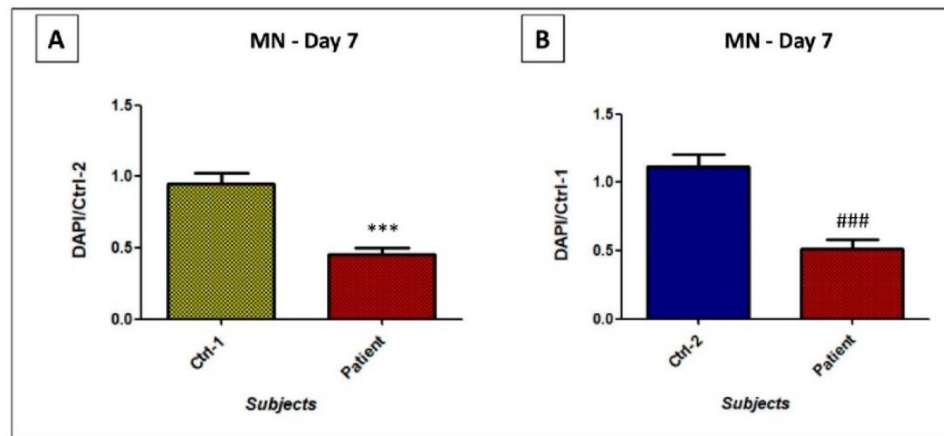 A
MN - Day 7
DAPI/Ctrl-2
1.5
1.0
0.5
0.0
***
Ctrl-1
Patient
Subjects
B
MN - Day 7
DAPI/Ctrl-1
1.5
1.0
0.5
0.0
###
Ctrl-2
Patient
Subjects